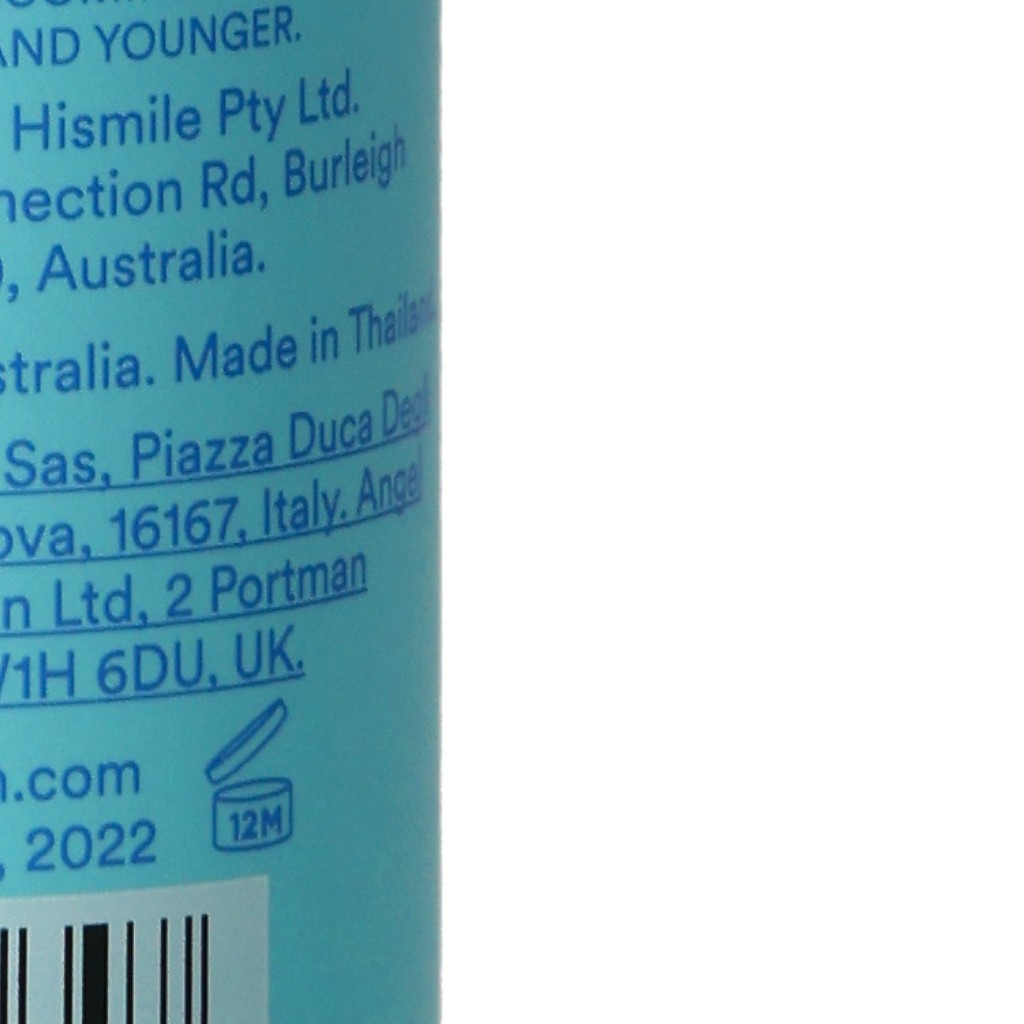 AND YOUNGER.
Hismile Pty Ltd.
nection Rd, Burleigh
, Australia.
stralia. Made in Thailand.
Sas, Piazza Duca Degli
ova, 16167, Italy. Angel
n Ltd, 2 Portman
W1H 6DU, UK.
n.com
, 2022
12M